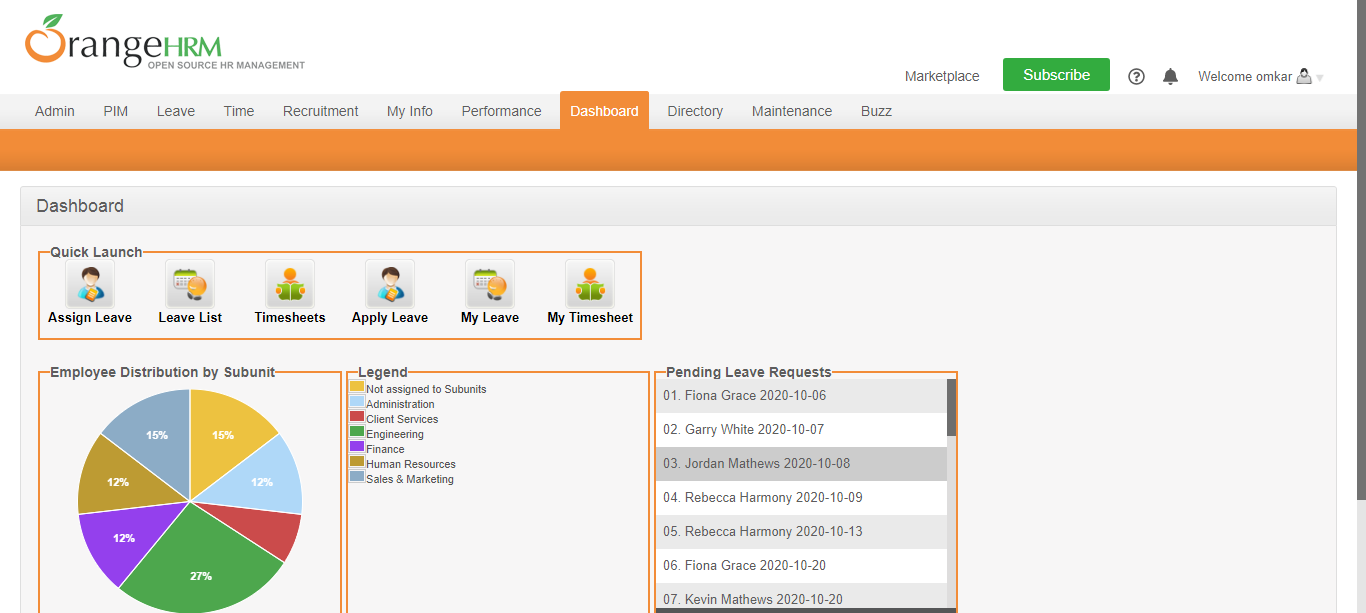 OrangeHRM
OPEN SOURCE HR MANAGEMENT
Marketplace Subscribe ? Welcome omkar
Admin PIM Leave Time Recruitment My Info Performance Dashboard Directory Maintenance Buzz
Dashboard
Quick Launch
Assign Leave Leave List Timesheets Apply Leave My Leave My Timesheet
Employee Distribution by Subunit
15%
15%
12%
12%
12%
27%
Legend
Not assigned to Subunits
Administration
Client Services
Engineering
Finance
Human Resources
Sales & Marketing
Pending Leave Requests
01. Fiona Grace 2020-10-06
02. Garry White 2020-10-07
03. Jordan Mathews 2020-10-08
04. Rebecca Harmony 2020-10-09
05. Rebecca Harmony 2020-10-13
06. Fiona Grace 2020-10-20
07. Kevin Mathews 2020-10-20